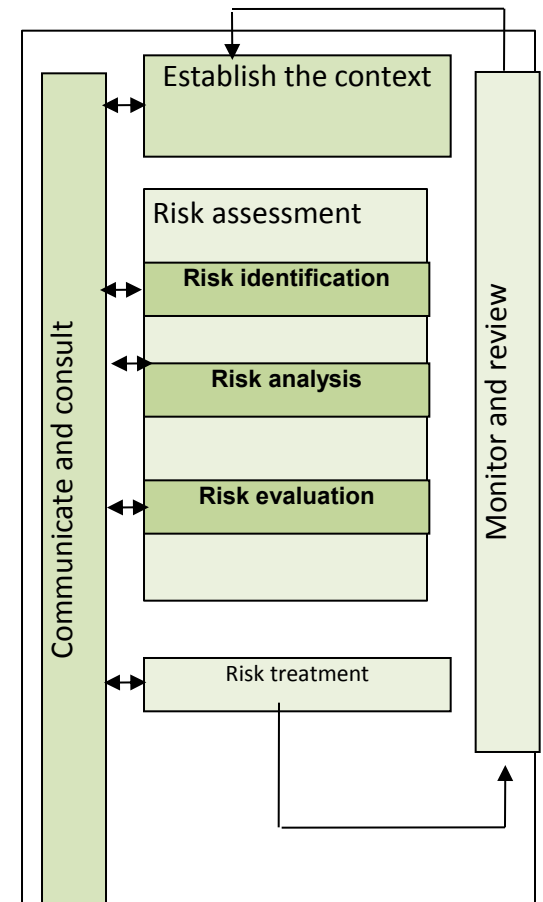 Establish the context
Risk assessment
Risk identification
Risk analysis
Risk evaluation
Risk treatment
Communicate and consult
Monitor and review